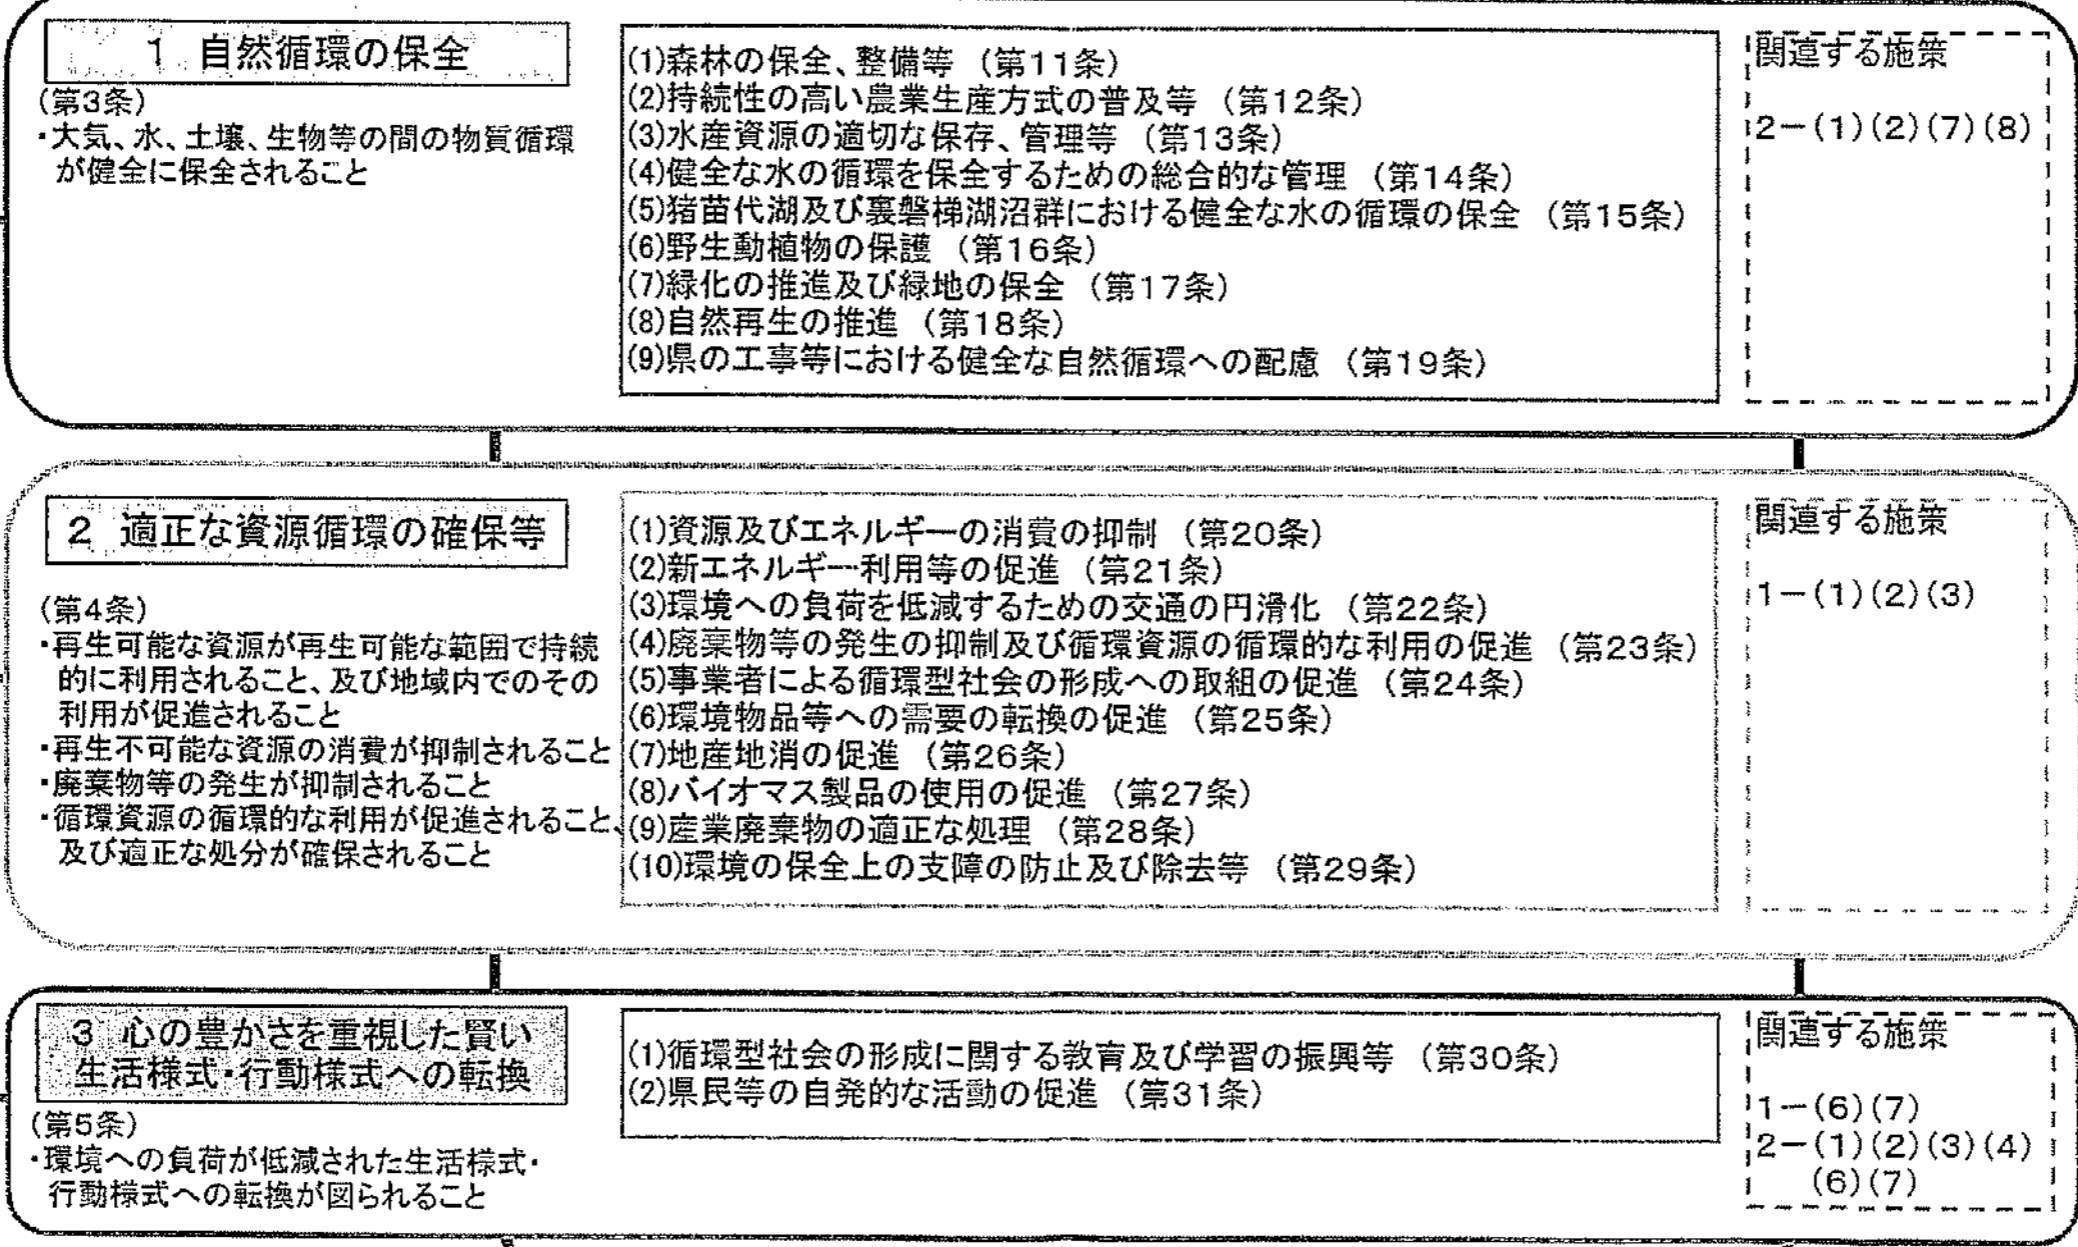 1 自然循環の保全
(第3条)
・大気、水、土壌、生物等の間の物質循環
が健全に保全されること
(1)森林の保全、整備等 (第11条)
(2)持続性の高い農業生産方式の普及等 (第12条)
(3)水産資源の適切な保存、管理等 (第13条)
(4)健全な水の循環を保全するための総合的な管理 (第14条)
(5)猪苗代湖及び裏磐梯湖沼群における健全な水の循環の保全 (第15条)
(6)野生動植物の保護 (第16条)
(7)緑化の推進及び緑地の保全 (第17条)
(8)自然再生の推進 (第18条)
(9)県の工事等における健全な自然循環への配慮 (第19条)
関連する施策
2-(1)(2)(7)(8)
2 適正な資源循環の確保等
(第4条)
・再生可能な資源が再生可能な範囲で持続
的に利用されること、及び地域内でのその
利用が促進されること
・再生不可能な資源の消費が抑制されること
・廃棄物等の発生が抑制されること
・循環資源の循環的な利用が促進されること、
及び適正な処分が確保されること
(1)資源及びエネルギーの消費の抑制 (第20条)
(2)新エネルギー利用等の促進 (第21条)
(3)環境への負荷を低減するための交通の円滑化 (第22条)
(4)廃棄物等の発生の抑制及び循環資源の循環的な利用の促進 (第23条)
(5)事業者による循環型社会の形成への取組の促進 (第24条)
(6)環境物品等への需要の転換の促進 (第25条)
(7)地産地消の促進 (第26条)
(8)バイオマス製品の使用の促進 (第27条)
(9)産業廃棄物の適正な処理 (第28条)
(10)環境の保全上の支障の防止及び除去等 (第29条)
関連する施策
1-(1)(2)(3)
3 心の豊かさを重視した賢い
生活様式・行動様式への転換
(第5条)
・環境への負荷が低減された生活様式・
行動様式への転換が図られること
(1)循環型社会の形成に関する教育及び学習の振興等 (第30条)
(2)県民等の自発的な活動の促進 (第31条)
関連する施策
1-(6)(7)
2-(1)(2)(3)(4)
(6)(7)